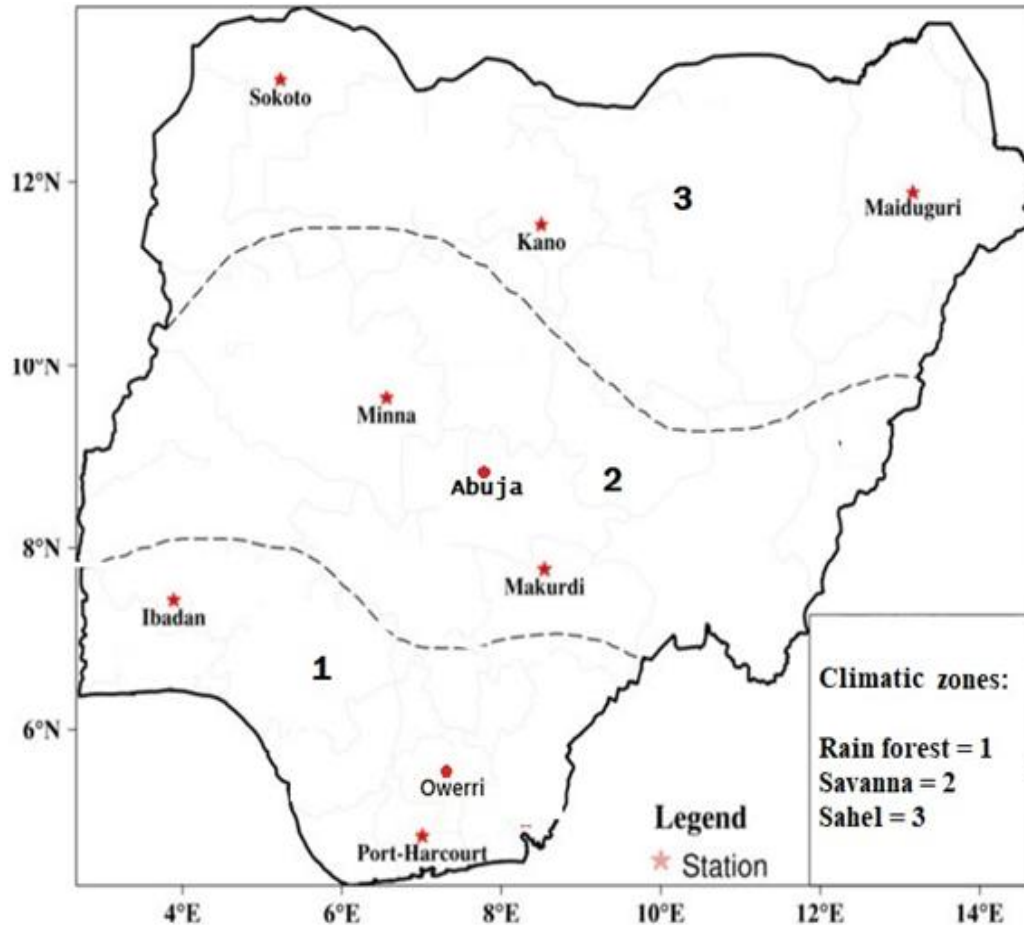 Sokoto
12°N
3
Maiduguri
Kano
10°N
Minna
2
Abuja
8°N
Makurdi
Ibadan
1
Climatic zones:
6°N
Rain forest = 1
Savanna = 2
Owerri
Sahel = 3
Legend
Port-Harcourt
Station
4°E
6°E
8°E
10°E
12°E
14°E